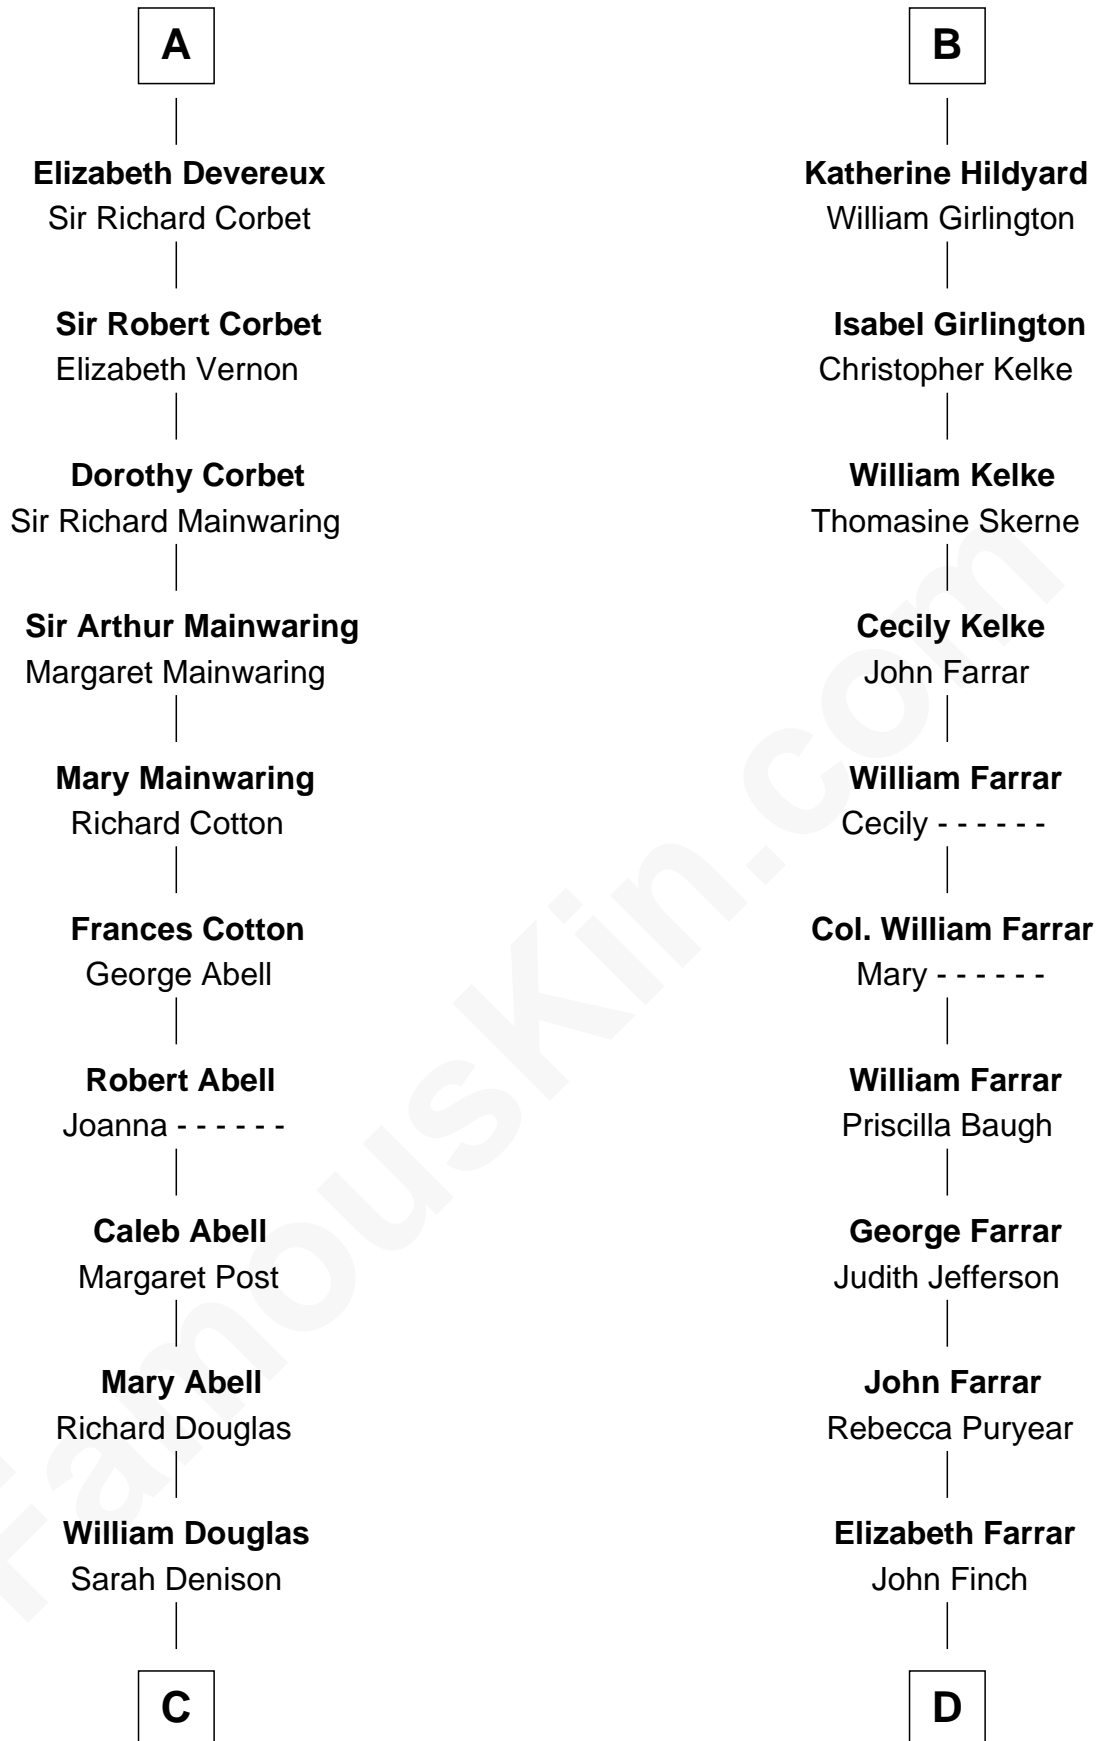 A
Elizabeth Devereux
Sir Richard Corbet
Sir Robert Corbet
Elizabeth Vernon
Dorothy Corbet
Sir Richard Mainwaring
Sir Arthur Mainwaring
Margaret Mainwaring
Mary Mainwaring
Richard Cotton
Frances Cotton
George Abell
Robert Abell
Joanna - - - - - -
Caleb Abell
Margaret Post
Mary Abell
Richard Douglas
William Douglas
Sarah Denison
C
B
Katherine Hildyard
William Girlington
Isabel Girlington
Christopher Kelke
William Kelke
Thomasine Skerne
Cecily Kelke
John Farrar
William Farrar
Cecily - - - - - -
Col. William Farrar
Mary - - - - - -
William Farrar
Priscilla Baugh
George Farrar
Judith Jefferson
John Farrar
Rebecca Puryear
Elizabeth Farrar
John Finch
D
FamousKin.com